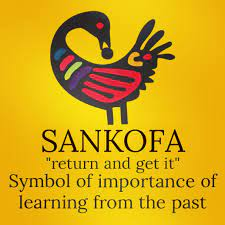 SANKOFA
"return and get it"
Symbol of importance of
learning from the past